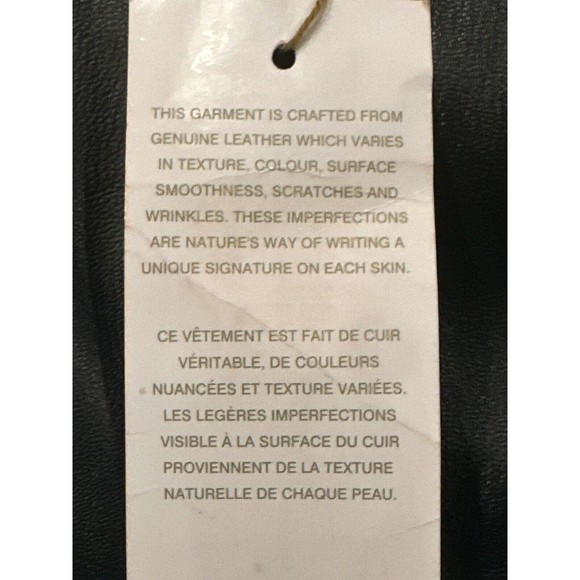 THIS GARMENT IS CRAFTED FROM
GENUINE LEATHER WHICH VARIES
IN TEXTURE, COLOUR, SURFACE
SMOOTHNESS, SCRATCHES AND
WRINKLES. THESE IMPERFECTIONS
ARE NATURE'S WAY OF WRITING A
UNIQUE SIGNATURE ON EACH SKIN.
CE VÊTEMENT EST FAIT DE CUIR
VÉRITABLE, DE COULEURS
NUANCÉES ET TEXTURE VARIÉES.
LES LEGÈRES IMPERFECTIONS
VISIBLE À LA SURFACE DU CUIR
PROVIENNENT DE LA TEXTURE
NATURELLE DE CHAQUE PEAU.